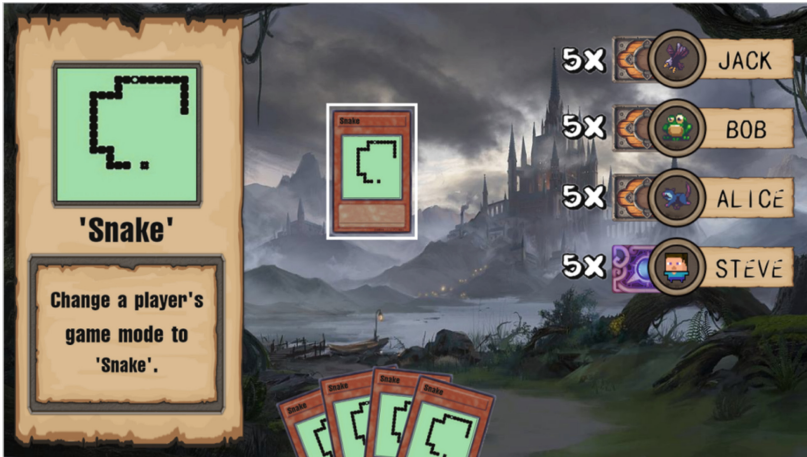 'Snake'
Change a player's
game mode to
'Snake'.
Snake
5X JACK
5X BOB
5X ALICE
5X STEVE
Snake
Snake
Snake
Snake